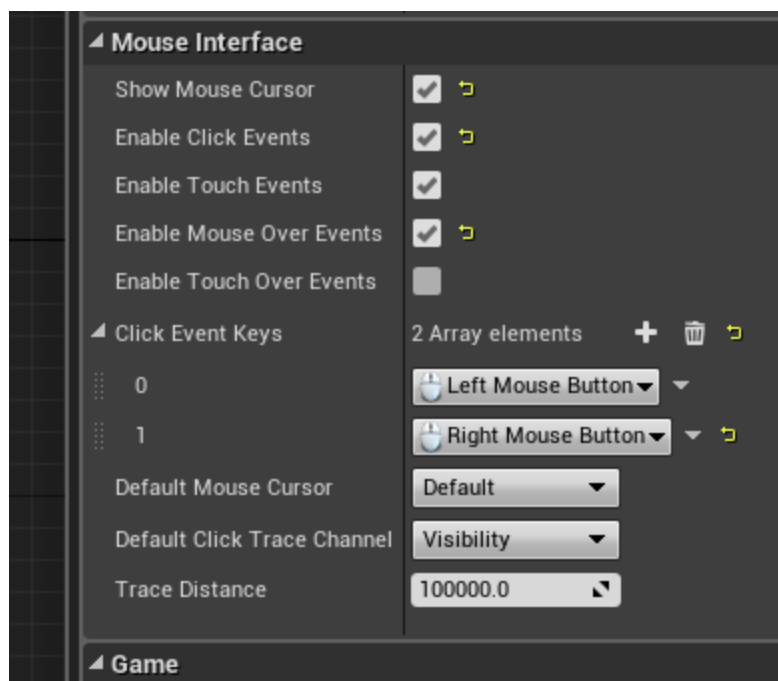 Mouse Interface
Show Mouse Cursor
Enable Click Events
Enable Touch Events
Enable Mouse Over Events
Enable Touch Over Events
Click Event Keys 2 Array elements
0 Left Mouse Button
1 Right Mouse Button
Default Mouse Cursor Default
Default Click Trace Channel Visibility
Trace Distance 100000.0
Game